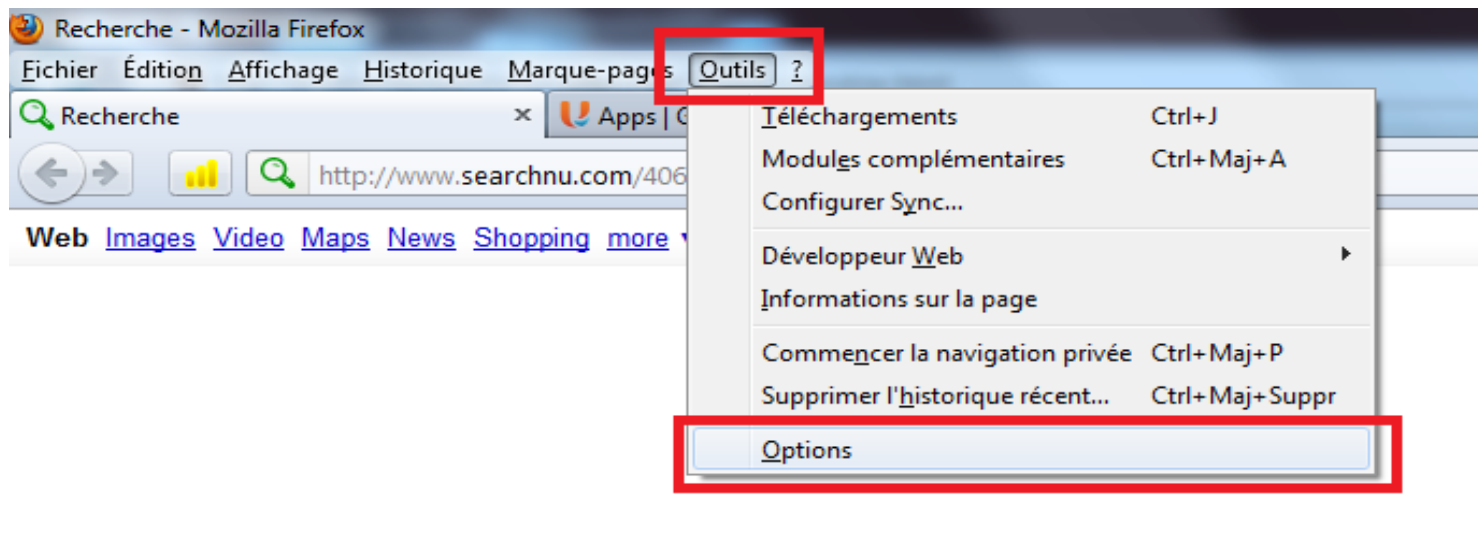 Recherche - Mozilla Firefox
Fichier Édition Affichage Historique Marque-pages Outils ?
Recherche × Apps |
http://www.searchnu.com/406
Web Images Video Maps News Shopping more
Téléchargements Ctrl+J
Modules complémentaires Ctrl+Maj+A
Configurer Sync...
Développeur Web
Informations sur la page
Commencer la navigation privée Ctrl+Maj+P
Supprimer l'historique récent... Ctrl+Maj+Suppr
Options